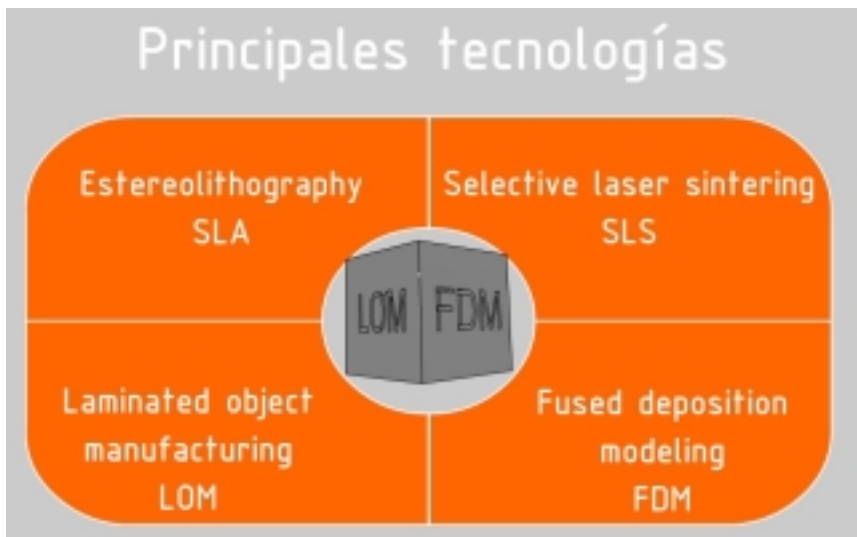 Principales tecnologías
Estereolithography
SLA
Selective laser sintering
SLS
LOM
FDM
Laminated object
manufacturing
LOM
Fused deposition
modeling
FDM